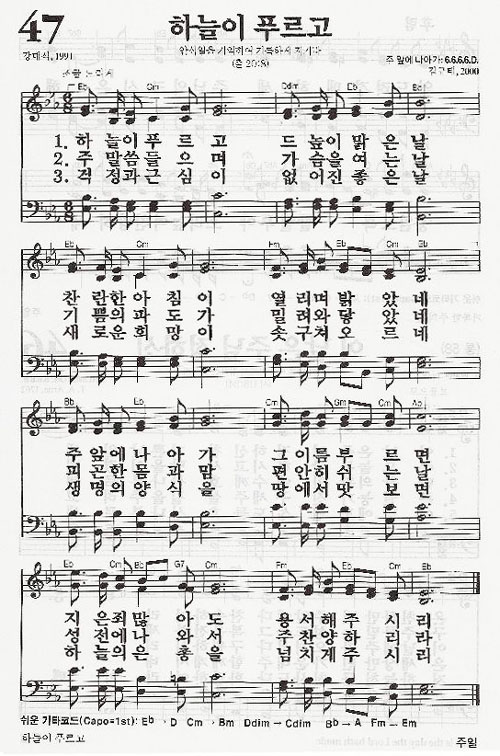 47 하늘이 푸르고
안식일을 기억하여 거룩하게 지키라
(출 20:8)
강대식, 1991
주 앞에 나아가: 6.6.6.6.D.
2000
Eb Cm Ddim Eb Bb
1. 하 늘이 푸 르 고 드 높이 맑 은 날
2. 주 말씀 들 으 며 가 슴을 여 는 날
3. 걱 정과 근 심 이 없 어진 좋 은 날
Eb Cm Fm Eb Cm
찬 란한 아 침 이 열 리며 밝 았 네
기 쁨의 파 도 가 밀 려와 닿 았 네
새 로운 희 망 이 솟 구쳐 오 르 네
Bb Eb Cm Gm Cm Ab
주 앞에 나 아 가 그 이름 부 르 면
피 곤한 몸 과 맘 편 안히 쉬 는 날
생 명의 양 식 을 땅 에서 맛 보 면
Eb Cm Bb G7 Cm Fm Eb Bb Eb
지 은죄 많 아 도 용 서해 주 시 리
성 전에 나 와 서 주 찬양 하 리 라
하 늘의 은 총 을 넘 치게 주 시 리
쉬운 기타코드(Capo=1st): Eb → D Cm → Bm Ddim → Cdim Bb → A Fm → Em
하늘이 푸르고
주일